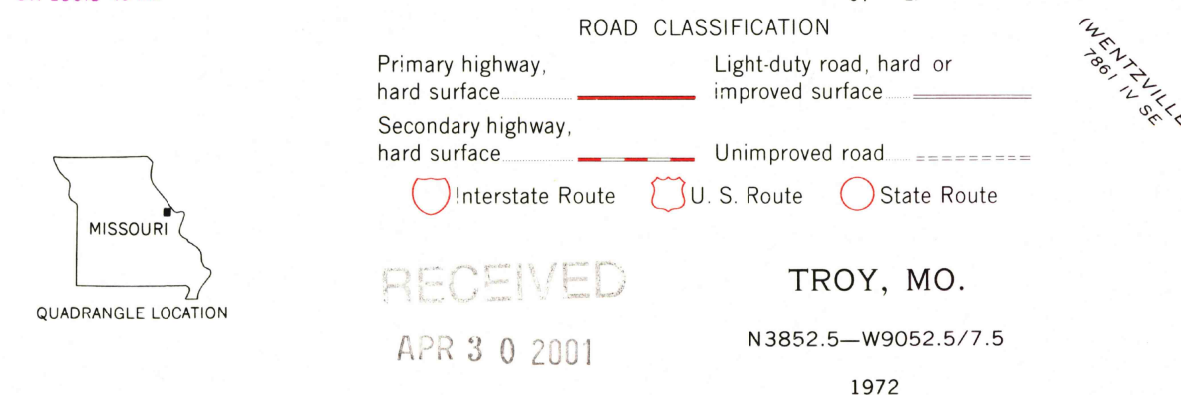 ROAD CLASSIFICATION
Primary highway,
hard surface
Light-duty road, hard or
improved surface
Secondary highway,
hard surface
Unimproved road
Interstate Route
U. S. Route
State Route
(WENTZVILLE
7861 IV SE
MISSOURI
QUADRANGLE LOCATION
RECEIVED
APR 30 2001
TROY, MO.
N3852.5—W9052.5/7.5
1972